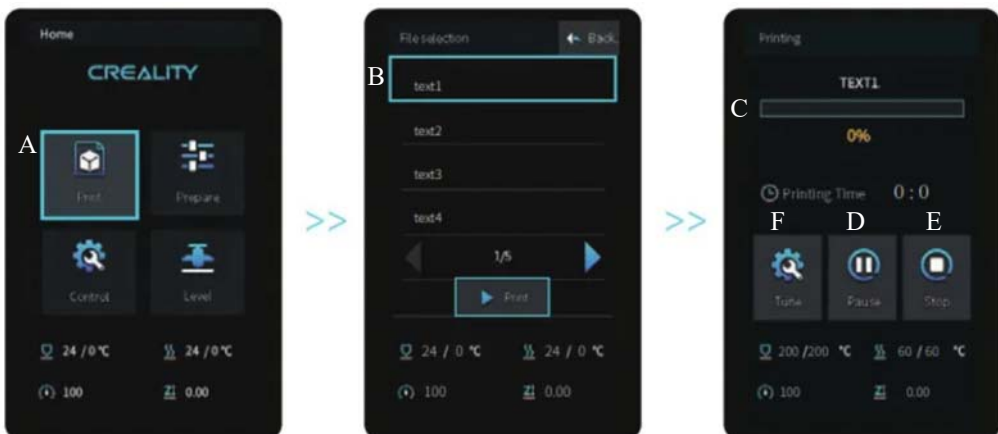 Home
CREALITY
A
Print
Prepare
Control
Level
24 / 0 ℃
24 / 0 ℃
100
0.00
>>
File selection
Back
B
text1
text2
text3
text4
1/5
Print
24 / 0 ℃
24 / 0 ℃
100
0.00
>>
Printing
TEXT1
C
0%
Printing Time 0 : 0
F D E
Tune
Pause
Stop
200 /200 ℃
60 / 60 ℃
100
0.00